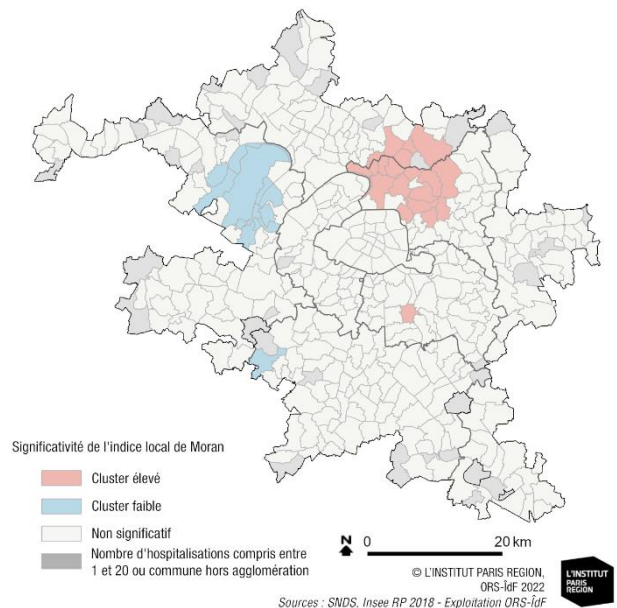 Significativité de l'indice local de Moran
Cluster élevé
Cluster faible
Non significatif
Nombre d'hospitalisations compris entre
1 et 20 ou commune hors agglomération
N
0
20 km
© L'INSTITUT PARIS REGION,
ORS-ÎdF 2022
Sources : SNDS, Insee RP 2018 - Exploitation ORS-ÎdF
L'INSTITUT
PARIS
REGION